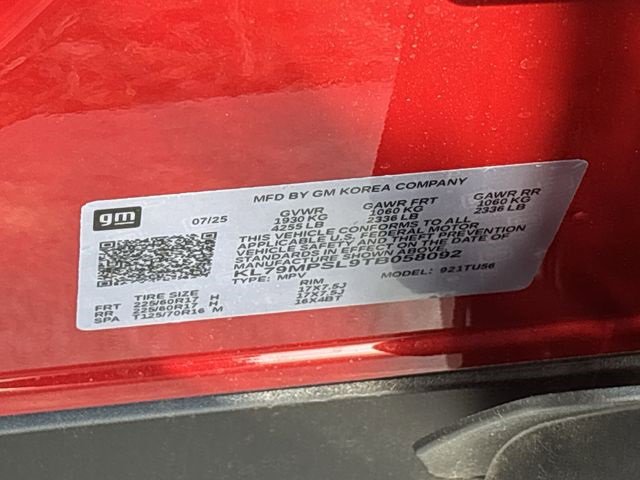 MFD BY GM KOREA COMPANY
gm 07/25 GVWR GAWR FRT GAWR RR
1930 KG 1060 KG 1060 KG
4255 LB 2336 LB 2336 LB
THIS VEHICLE CONFORMS TO ALL
APPLICABLE U.S. FEDERAL MOTOR
VEHICLE SAFETY AND THEFT PREVENTION
STANDARDS IN EFFECT ON THE DATE OF
MANUFACTURE SHOWN ABOVE.
KL79MPSL9TB058092
TYPE: MPV MODEL: 921TU56
TIRE SIZE RIM
FRT 225/60R17 H 17X7.5J
RR 225/60R17 H 17X7.5J
SPA T125/70R16 M 16X4BT